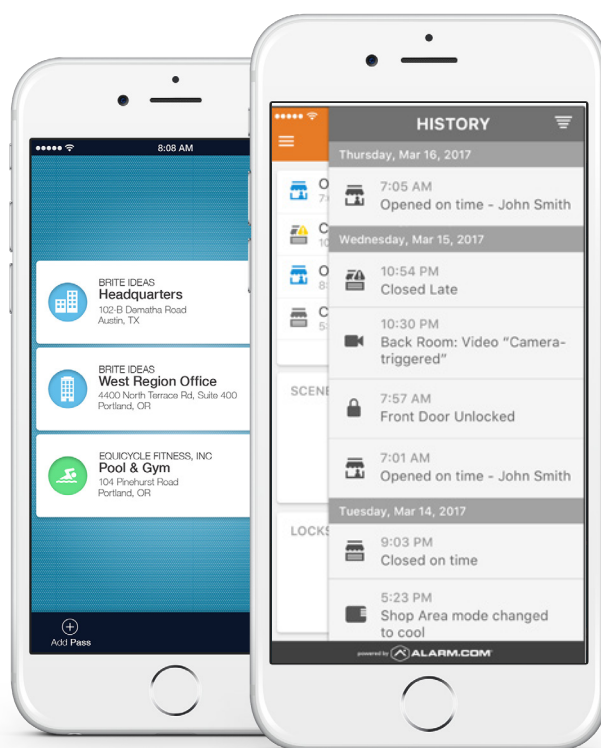 8:08 AM
BRITE IDEAS
Headquarters
102-B Dematha Road
Austin, TX
BRITE IDEAS
West Region Office
4400 North Terrace Rd, Suite 400
Portland, OR
EQUICYCLE FITNESS, INC
Pool & Gym
104 Pinehurst Road
Portland, OR
Add Pass
SCENE
LOCKS
HISTORY
Thursday, Mar 16, 2017
7:05 AM
Opened on time - John Smith
Wednesday, Mar 15, 2017
10:54 PM
Closed Late
10:30 PM
Back Room: Video “Camera-
triggered”
7:57 AM
Front Door Unlocked
7:01 AM
Opened on time - John Smith
Tuesday, Mar 14, 2017
9:03 PM
Closed on time
5:23 PM
Shop Area mode changed
to cool
powered by ALARM.COM